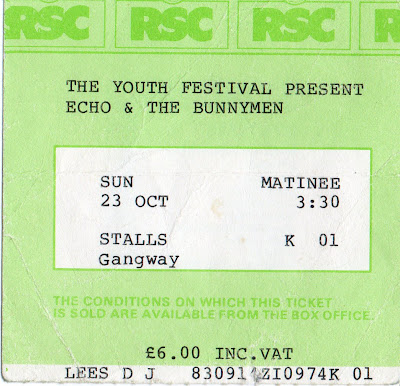 RSC RSC RSC R
THE YOUTH FESTIVAL PRESENT
ECHO & THE BUNNYMEN
SUN MATINEE
23 OCT 3:30
STALLS K 01
Gangway
THE CONDITIONS ON WHICH THIS TICKET
IS SOLD ARE AVAILABLE FROM THE BOX OFFICE.
£6.00 INC.VAT
LEES D J 830914ZI0974K 01